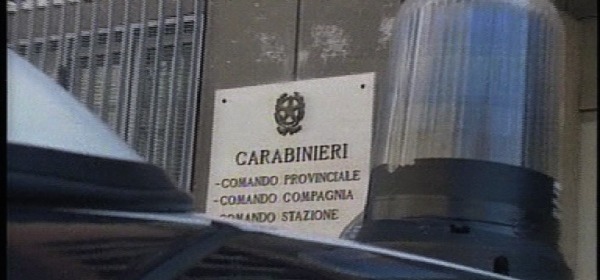 CARABINIERI
-COMANDO PROVINCIALE
-COMANDO COMPAGNIA
COMANDO STAZIONE